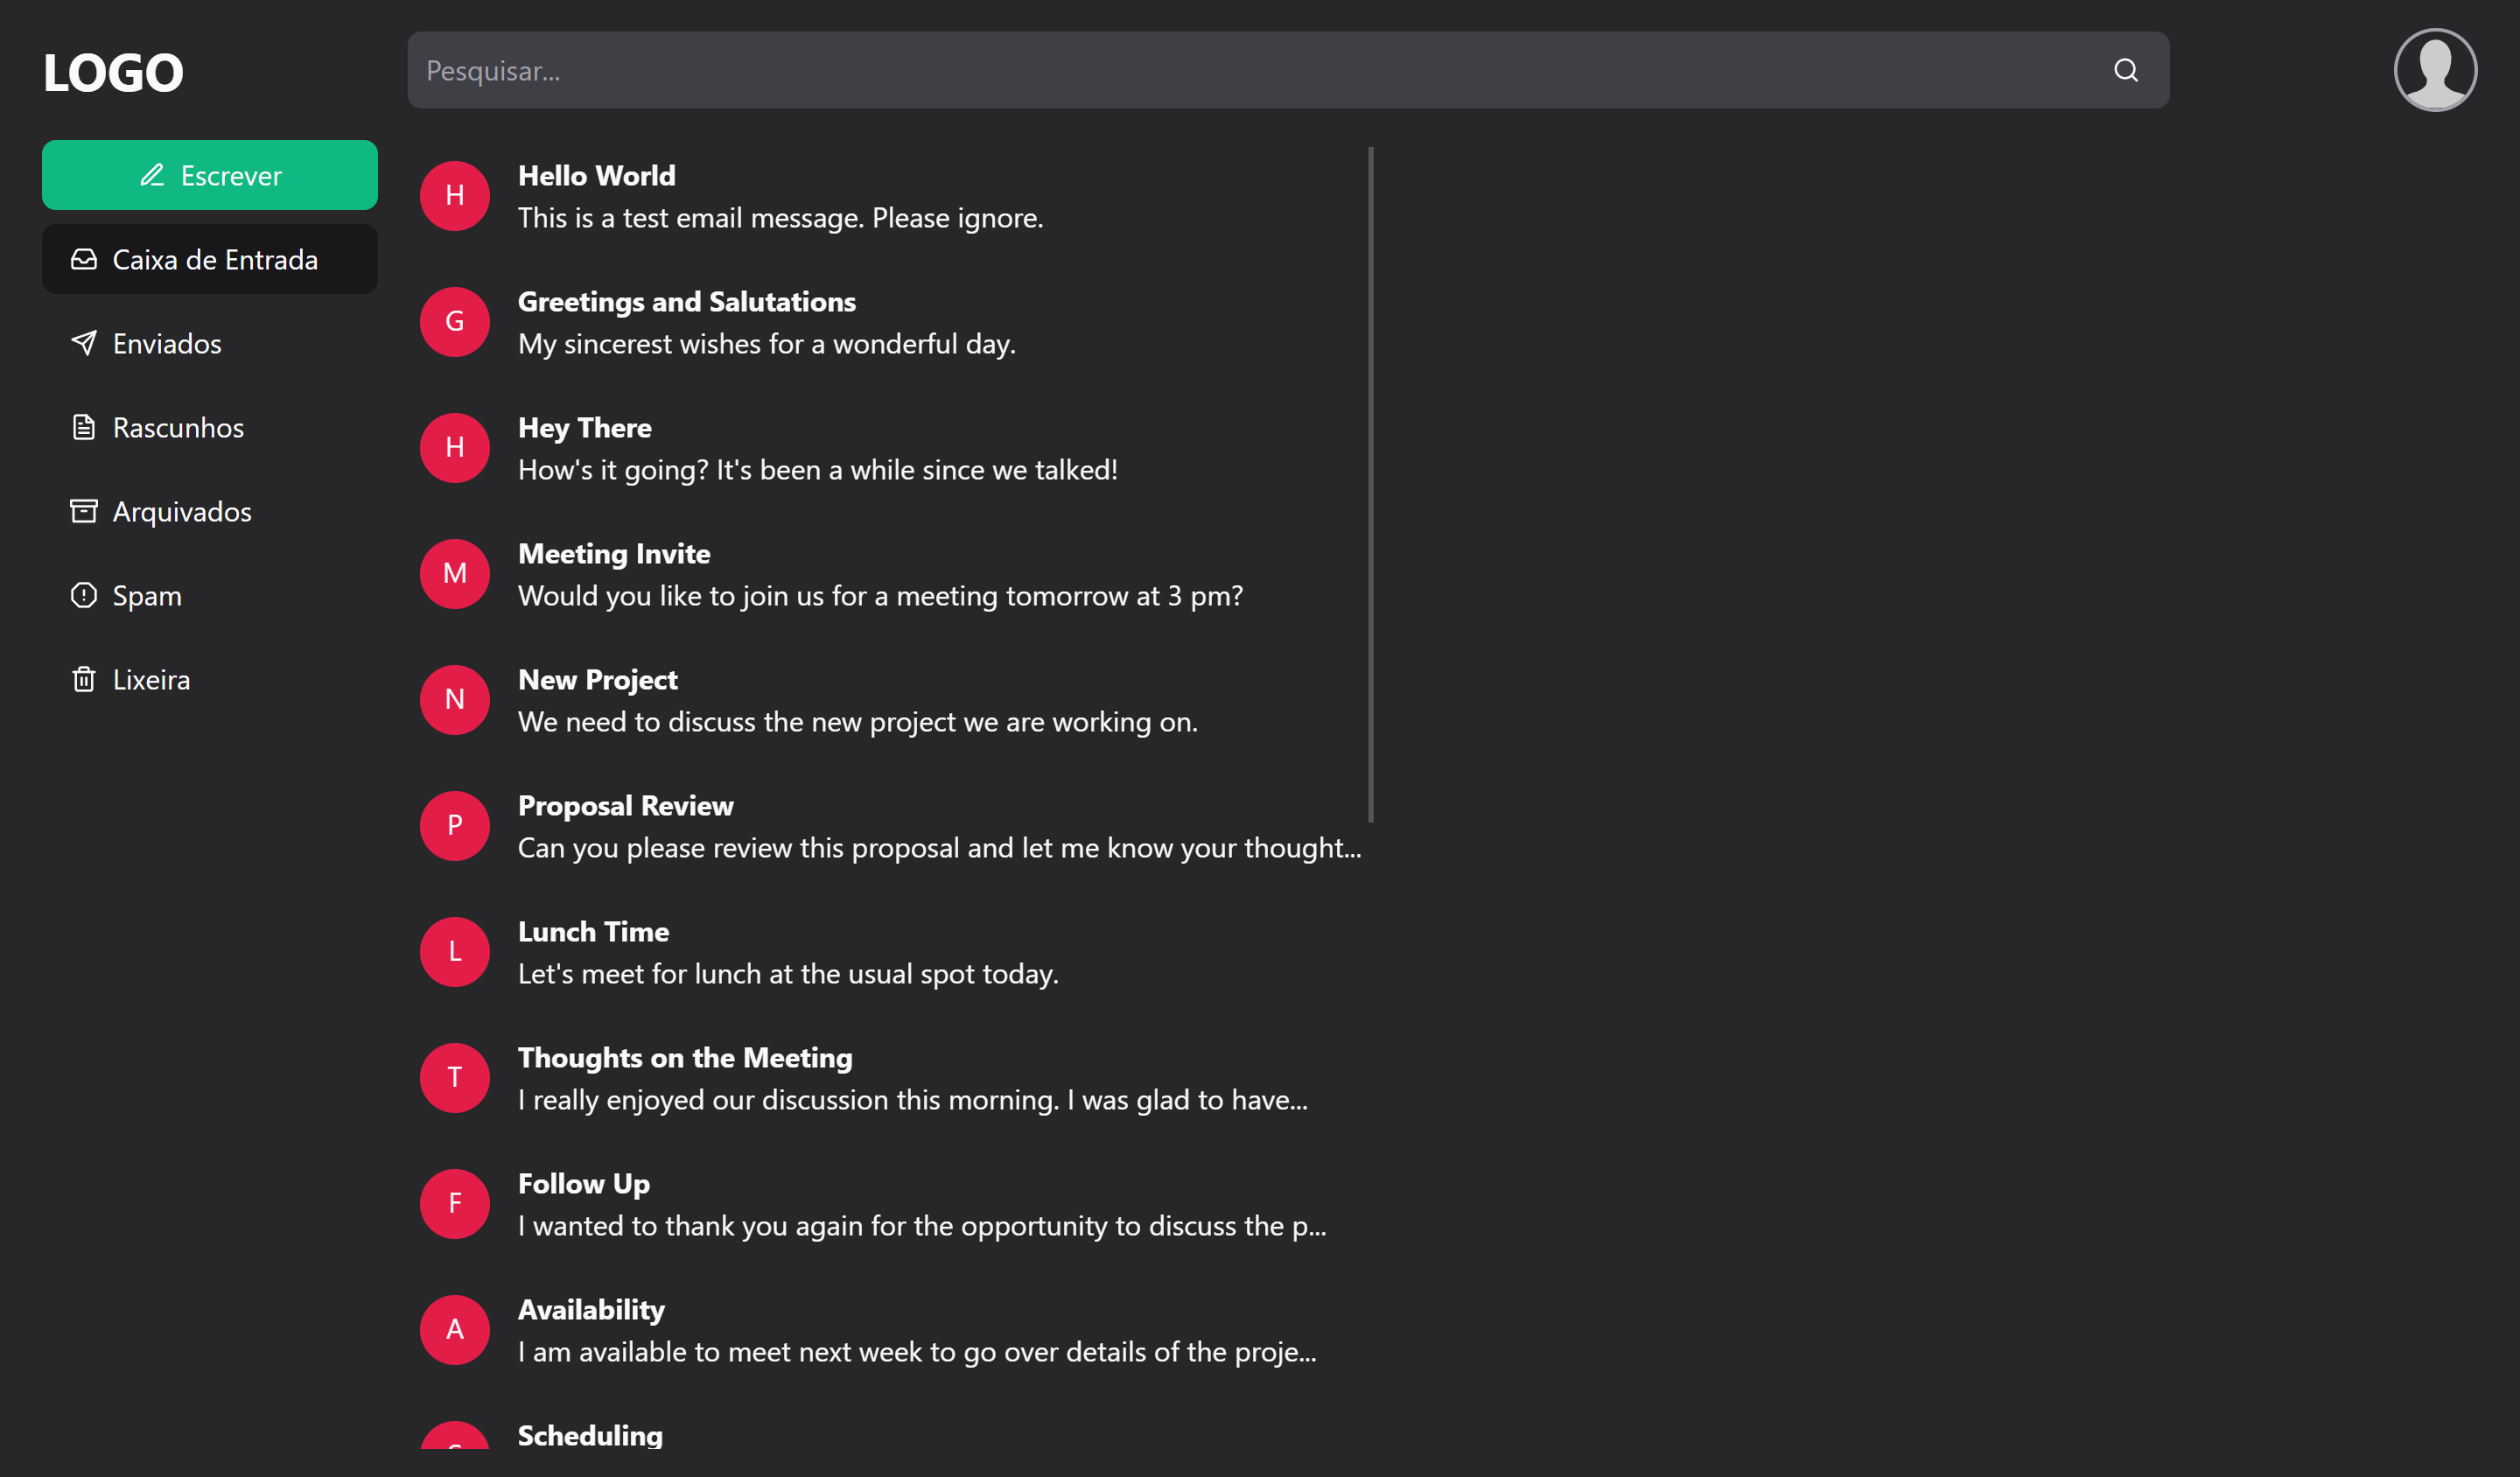 LOGO
Pesquisar...
Escrever
Caixa de Entrada
Enviados
Rascunhos
Arquivados
Spam
Lixeira
H
Hello World
This is a test email message. Please ignore.
G
Greetings and Salutations
My sincerest wishes for a wonderful day.
H
Hey There
How's it going? It's been a while since we talked!
M
Meeting Invite
Would you like to join us for a meeting tomorrow at 3 pm?
N
New Project
We need to discuss the new project we are working on.
P
Proposal Review
Can you please review this proposal and let me know your thought...
L
Lunch Time
Let's meet for lunch at the usual spot today.
T
Thoughts on the Meeting
I really enjoyed our discussion this morning. I was glad to have...
F
Follow Up
I wanted to thank you again for the opportunity to discuss the p...
A
Availability
I am available to meet next week to go over details of the proje...
Scheduling